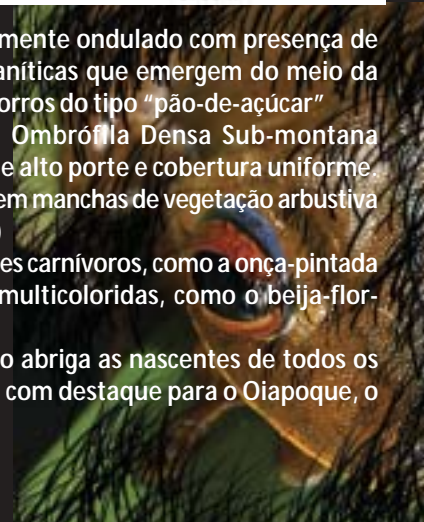 mente ondulado com presença de
aníticas que emergem do meio da
orros do tipo “pão-de-açúcar”
Ombrófila Densa Sub-montana
e alto porte e cobertura uniforme.
em manchas de vegetação arbustiva
)
es carnívoros, como a onça-pintada
multicoloridas, como o beija-flor-
o abriga as nascentes de todos os
com destaque para o Oiapoque, o